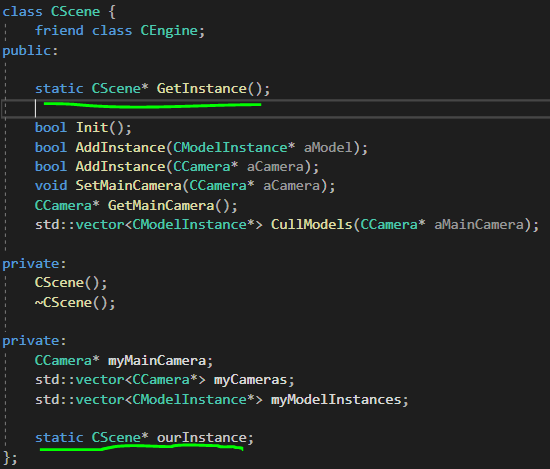 class CScene {
friend class CEngine;
public:
static CScene* GetInstance();
bool Init();
bool AddInstance(CModelInstance* aModel);
bool AddInstance(CCamera* aCamera);
void SetMainCamera(CCamera* aCamera);
CCamera* GetMainCamera();
std::vector<CModelInstance*> CullModels(CCamera* aMainCamera);
private:
CScene();
~CScene();
private:
CCamera* myMainCamera;
std::vector<CCamera*> myCameras;
std::vector<CModelInstance*> myModelInstances;
static CScene* ourInstance;
};